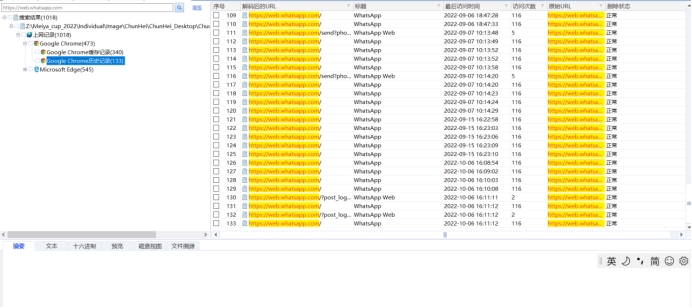 https://web.whatsapp.com
搜索结果(1018)
Z:\Meiya_cup_2022\Individual\Image\ChunHei\ChunHei_Desktop\Chu
上网记录(1018)
Google Chrome(473)
Google Chrome缓存记录(340)
Google Chrome历史记录(133)
Microsoft Edge(545)
序号 解码后的URL 标题 最后访问时间 访问次数 原始URL 删除状态
109 https://web.whatsapp.com/ WhatsApp 2022-09-06 18:47:28 116 https://web.whatsa... 正常
110 https://web.whatsapp.com/ WhatsApp 2022-09-06 18:47:33 116 https://web.whatsa... 正常
111 https://web.whatsapp.com/send?pho... WhatsApp Web 2022-09-07 10:13:48 5 https://web.whatsa... 正常
112 https://web.whatsapp.com/ WhatsApp 2022-09-07 10:13:49 116 https://web.whatsa... 正常
113 https://web.whatsapp.com/ WhatsApp 2022-09-07 10:13:52 116 https://web.whatsa... 正常
114 https://web.whatsapp.com/ WhatsApp 2022-09-07 10:13:53 116 https://web.whatsa... 正常
115 https://web.whatsapp.com/ WhatsApp 2022-09-07 10:13:58 116 https://web.whatsa... 正常
116 https://web.whatsapp.com/send?pho... WhatsApp Web 2022-09-07 10:14:20 5 https://web.whatsa... 正常
117 https://web.whatsapp.com/ WhatsApp 2022-09-07 10:14:22 116 https://web.whatsa... 正常
118 https://web.whatsapp.com/ WhatsApp 2022-09-07 10:14:23 116 https://web.whatsa... 正常
119 https://web.whatsapp.com/ WhatsApp 2022-09-07 10:14:24 116 https://web.whatsa... 正常
120 https://web.whatsapp.com/ WhatsApp 2022-09-07 10:14:29 116 https://web.whatsa... 正常
121 https://web.whatsapp.com/ WhatsApp 2022-09-15 16:22:58 116 https://web.whatsa... 正常
122 https://web.whatsapp.com/ WhatsApp 2022-09-15 16:23:03 116 https://web.whatsa... 正常
123 https://web.whatsapp.com/ WhatsApp 2022-09-15 16:23:06 116 https://web.whatsa... 正常
124 https://web.whatsapp.com/ WhatsApp 2022-09-15 16:23:09 116 https://web.whatsa... 正常
125 https://web.whatsapp.com/ WhatsApp 2022-09-15 16:23:10 116 https://web.whatsa... 正常
126 https://web.whatsapp.com/ WhatsApp 2022-10-06 16:08:54 116 https://web.whatsa... 正常
127 https://web.whatsapp.com/ WhatsApp 2022-10-06 16:09:02 116 https://web.whatsa... 正常
128 https://web.whatsapp.com/ WhatsApp 2022-10-06 16:10:03 116 https://web.whatsa... 正常
129 https://web.whatsapp.com/ WhatsApp 2022-10-06 16:10:08 116 https://web.whatsa... 正常
130 https://web.whatsapp.com/?post_log... WhatsApp Web 2022-10-06 16:11:11 2 https://web.whatsa... 正常
131 https://web.whatsapp.com/ WhatsApp 2022-10-06 16:11:12 116 https://web.whatsa... 正常
132 https://web.whatsapp.com/?post_log... WhatsApp Web 2022-10-06 16:11:12 2 https://web.whatsa... 正常
133 https://web.whatsapp.com/ WhatsApp 2022-10-06 16:11:17 116 https://web.whatsa... 正常
摘要 文本 十六进制 预览 磁盘视图 文件溯源
英 简